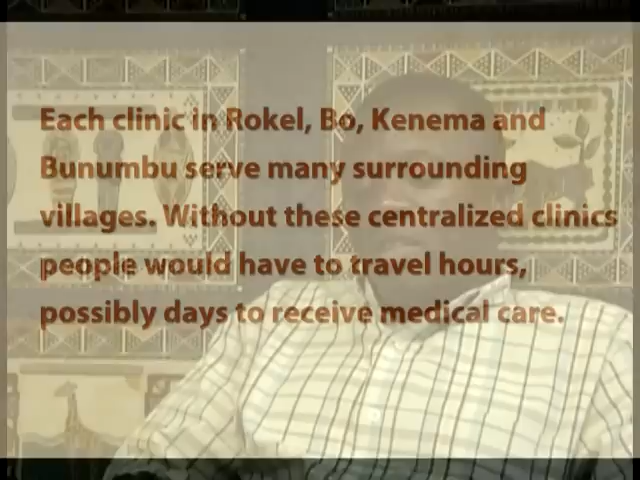 Each clinic in Rokel, Bo, Kenema and
Bunumbu serve many surrounding
villages. Without these centralized clinics
people would have to travel hours,
possibly days to receive medical care.